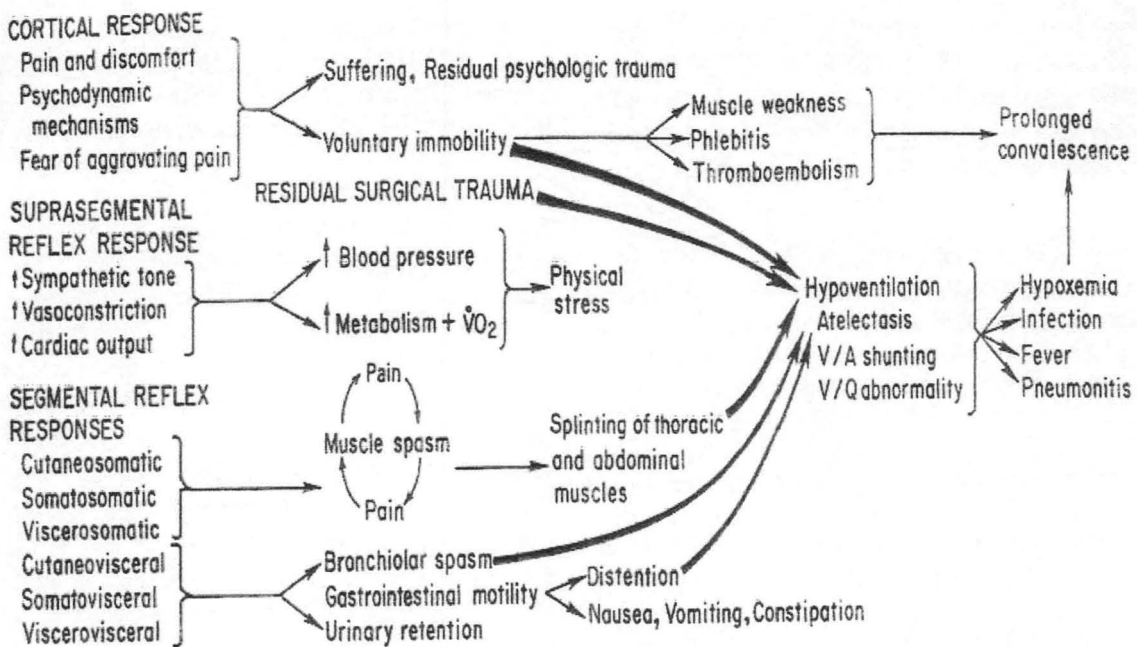 CORTICAL RESPONSE
Pain and discomfort
Psychodynamic
mechanisms
Fear of aggravating pain
Suffering, Residual psychologic trauma
Voluntary immobility
Muscle weakness
Phlebitis
Thromboembolism
Prolonged
convalescence
RESIDUAL SURGICAL TRAUMA
SUPRASEGMENTAL
REFLEX RESPONSE
↑ Sympathetic tone
↑ Vasoconstriction
↑ Cardiac output
↑ Blood pressure
↑ Metabolism + V̇O₂
Physical
stress
Hypoventilation
Atelectasis
V/A shunting
V/Q abnormality
Hypoxemia
Infection
Fever
Pneumonitis
SEGMENTAL REFLEX
RESPONSES
Cutaneosomatic
Somatosomatic
Viscerosomatic
Pain
Muscle spasm
Pain
Splinting of thoracic
and abdominal
muscles
Cutaneovisceral
Somatovisceral
Viscerovisceral
Bronchiolar spasm
Gastrointestinal motility
Urinary retention
Distention
Nausea, Vomiting, Constipation